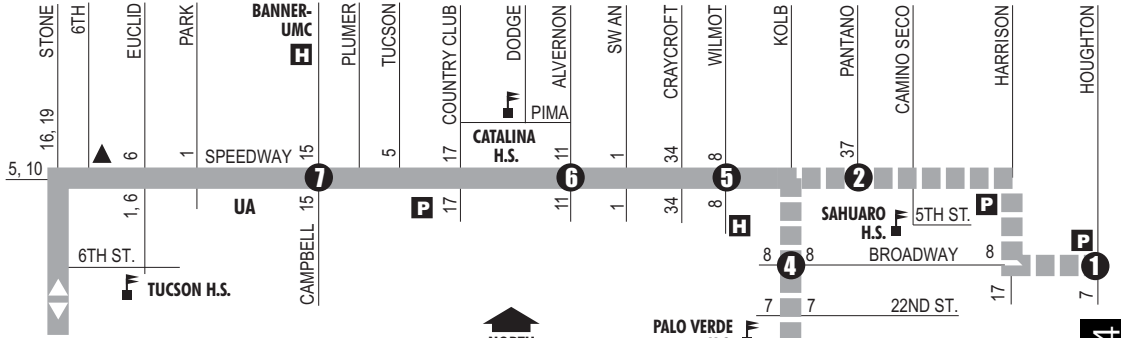 STONE
6TH
EUCLID
PARK
BANNER-
UMC
H
PLUMER
TUCSON
COUNTRY CLUB
DODGE
ALVERNON
SWAN
CRAYCROFT
WILMOT
KOLB
PANTANO
CAMINO SECO
HARRISON
HOUGHTON
16, 19
6
1
SPEEDWAY
15
5
17
CATALINA
H.S.
PIMA
11
1
34
8
37
5, 10
7
6
5
2
1, 6
UA
15
CAMPBELL
P
17
11
1
34
8
H
SAHUARO
H.S.
5TH ST.
P
P
6TH ST.
TUCSON H.S.
8
4
8
BROADWAY
8
1
17
7
7
7
22ND ST.
PALO VERDE
NORTH
4